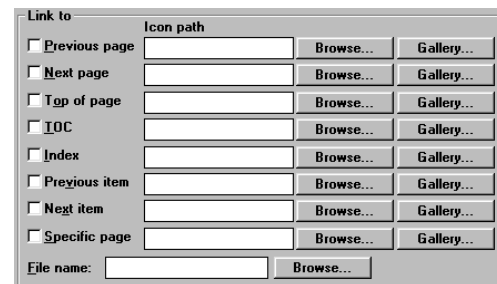 Link to
Icon path
Previous page Browse... Gallery...
Next page Browse... Gallery...
Top of page Browse... Gallery...
TOC Browse... Gallery...
Index Browse... Gallery...
Previous item Browse... Gallery...
Next item Browse... Gallery...
Specific page Browse... Gallery...
File name: Browse...